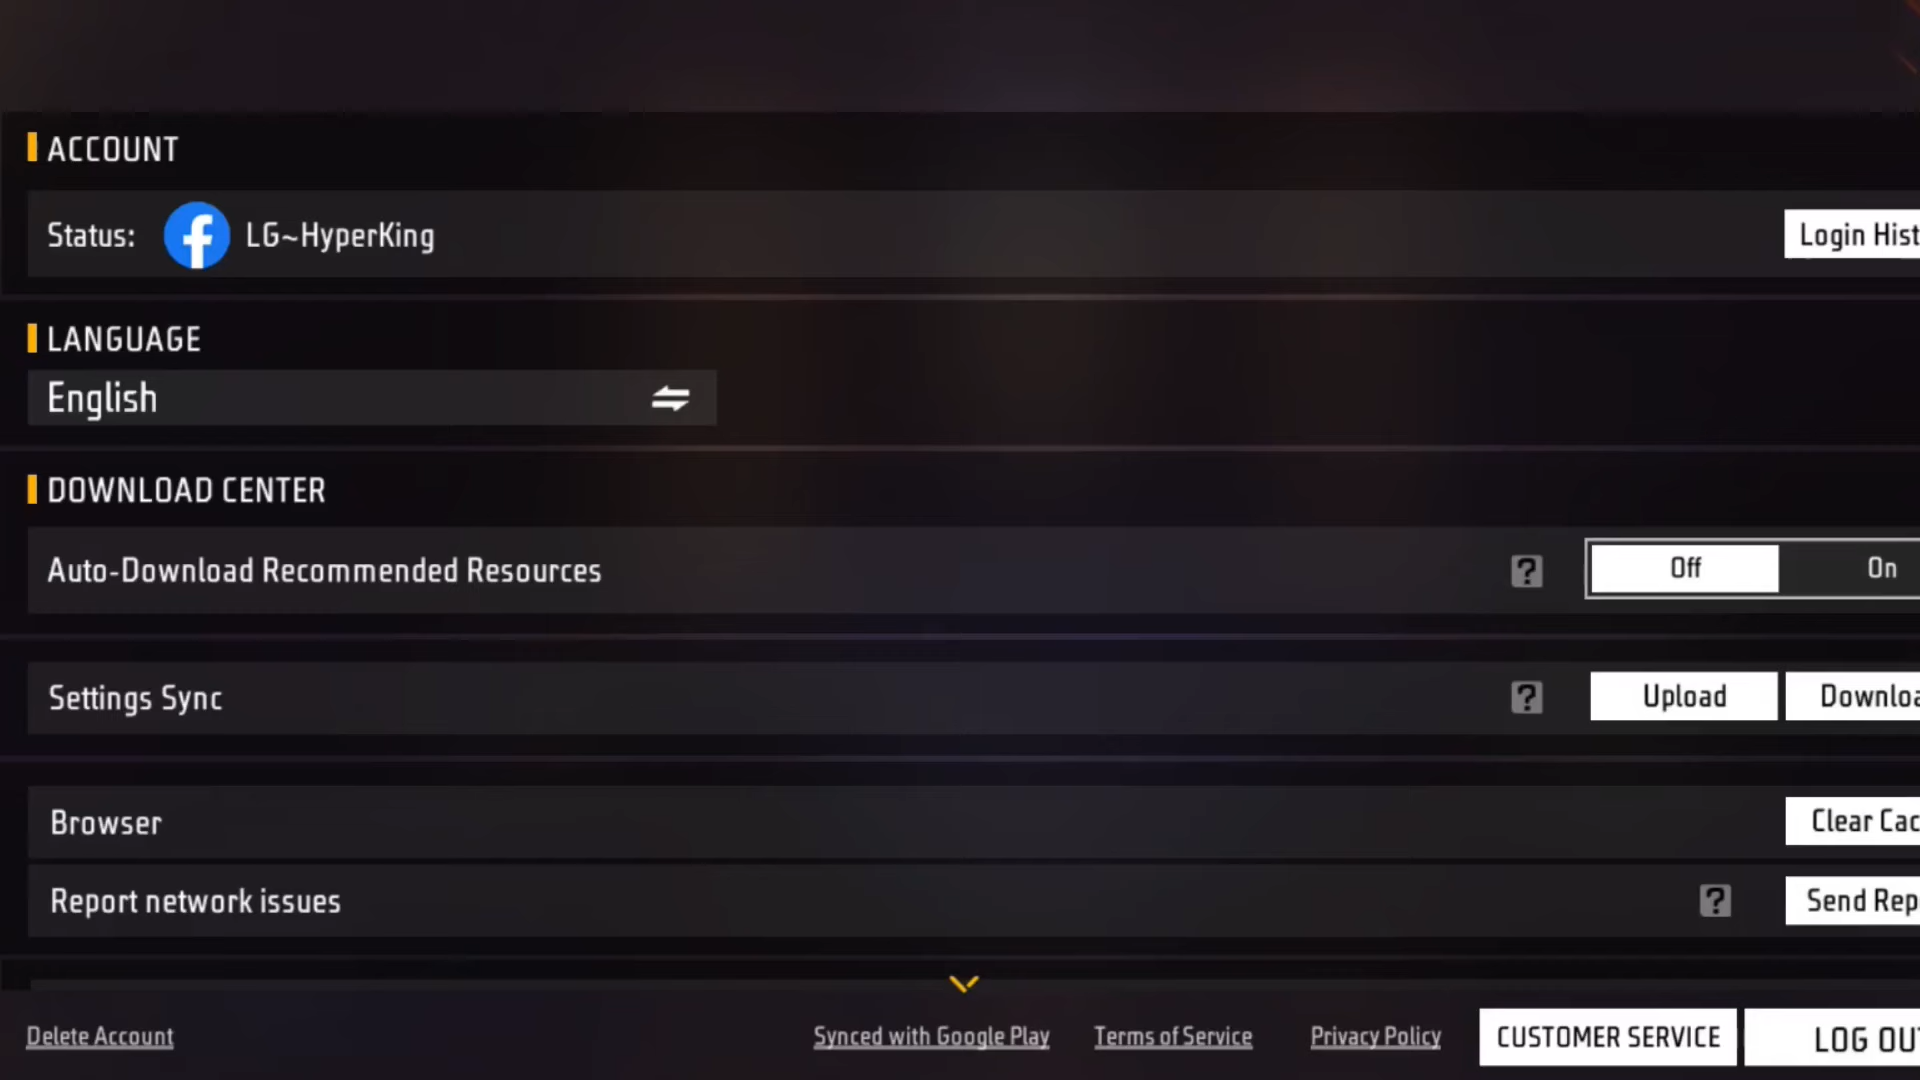 ACCOUNT
Status: LG~HyperKing Login Hist
LANGUAGE
English
DOWNLOAD CENTER
Auto-Download Recommended Resources ? Off On
Settings Sync ? Upload Downloa
Browser Clear Cac
Report network issues ? Send Rep
Delete Account Synced with Google Play Terms of Service Privacy Policy CUSTOMER SERVICE LOG OU